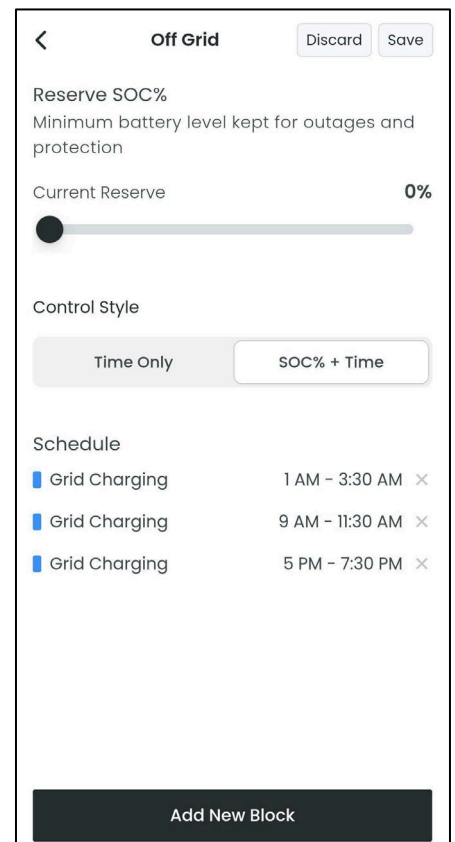 Off Grid Discard Save
Reserve SOC%
Minimum battery level kept for outages and
protection
Current Reserve 0%
Control Style
Time Only SOC% + Time
Schedule
Grid Charging 1 AM - 3:30 AM ×
Grid Charging 9 AM - 11:30 AM ×
Grid Charging 5 PM - 7:30 PM ×
Add New Block